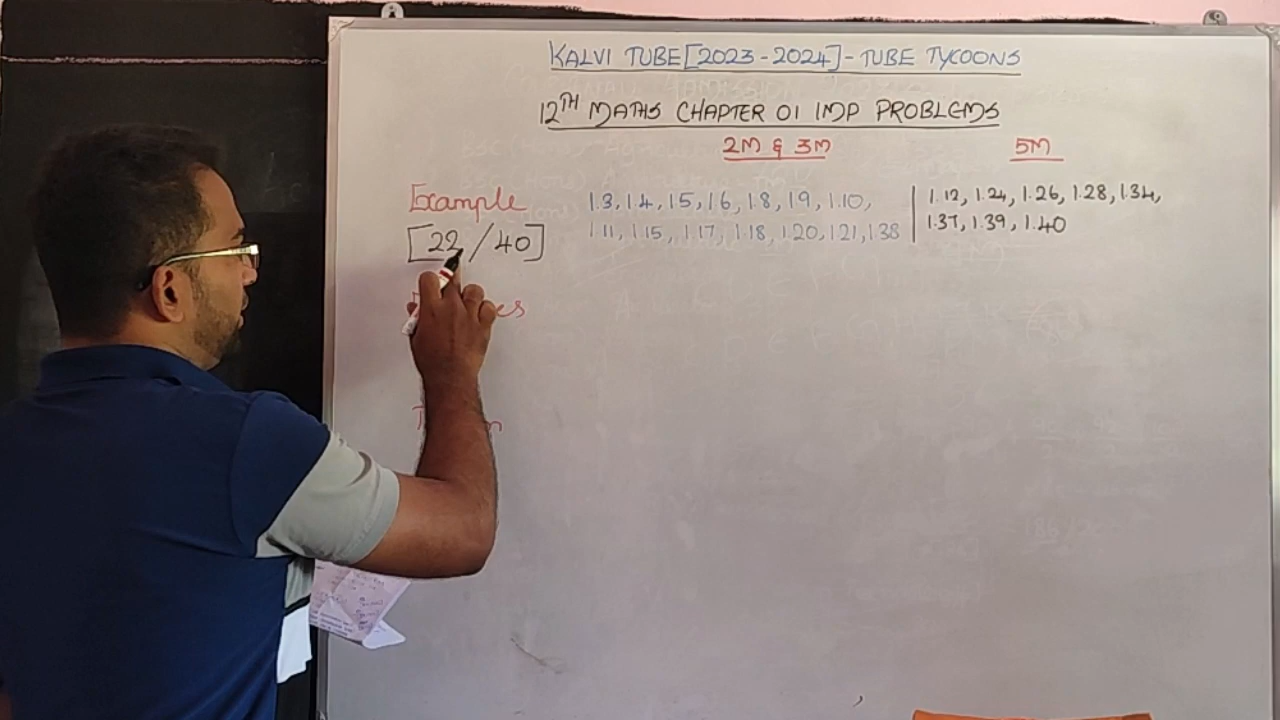 KALVI TUBE [2023-2024] - TUBE TYCOONS
12TH MATHS CHAPTER 01 IMP PROBLEMS
2M & 3M
5M
Example
1.3, 1.4, 1.5, 1.6, 1.8, 1.9, 1.10,
1.11, 1.15, 1.17, 1.18, 1.20, 1.21, 1.38
1.12, 1.24, 1.26, 1.28, 1.34,
1.37, 1.39, 1.40
[22/40]